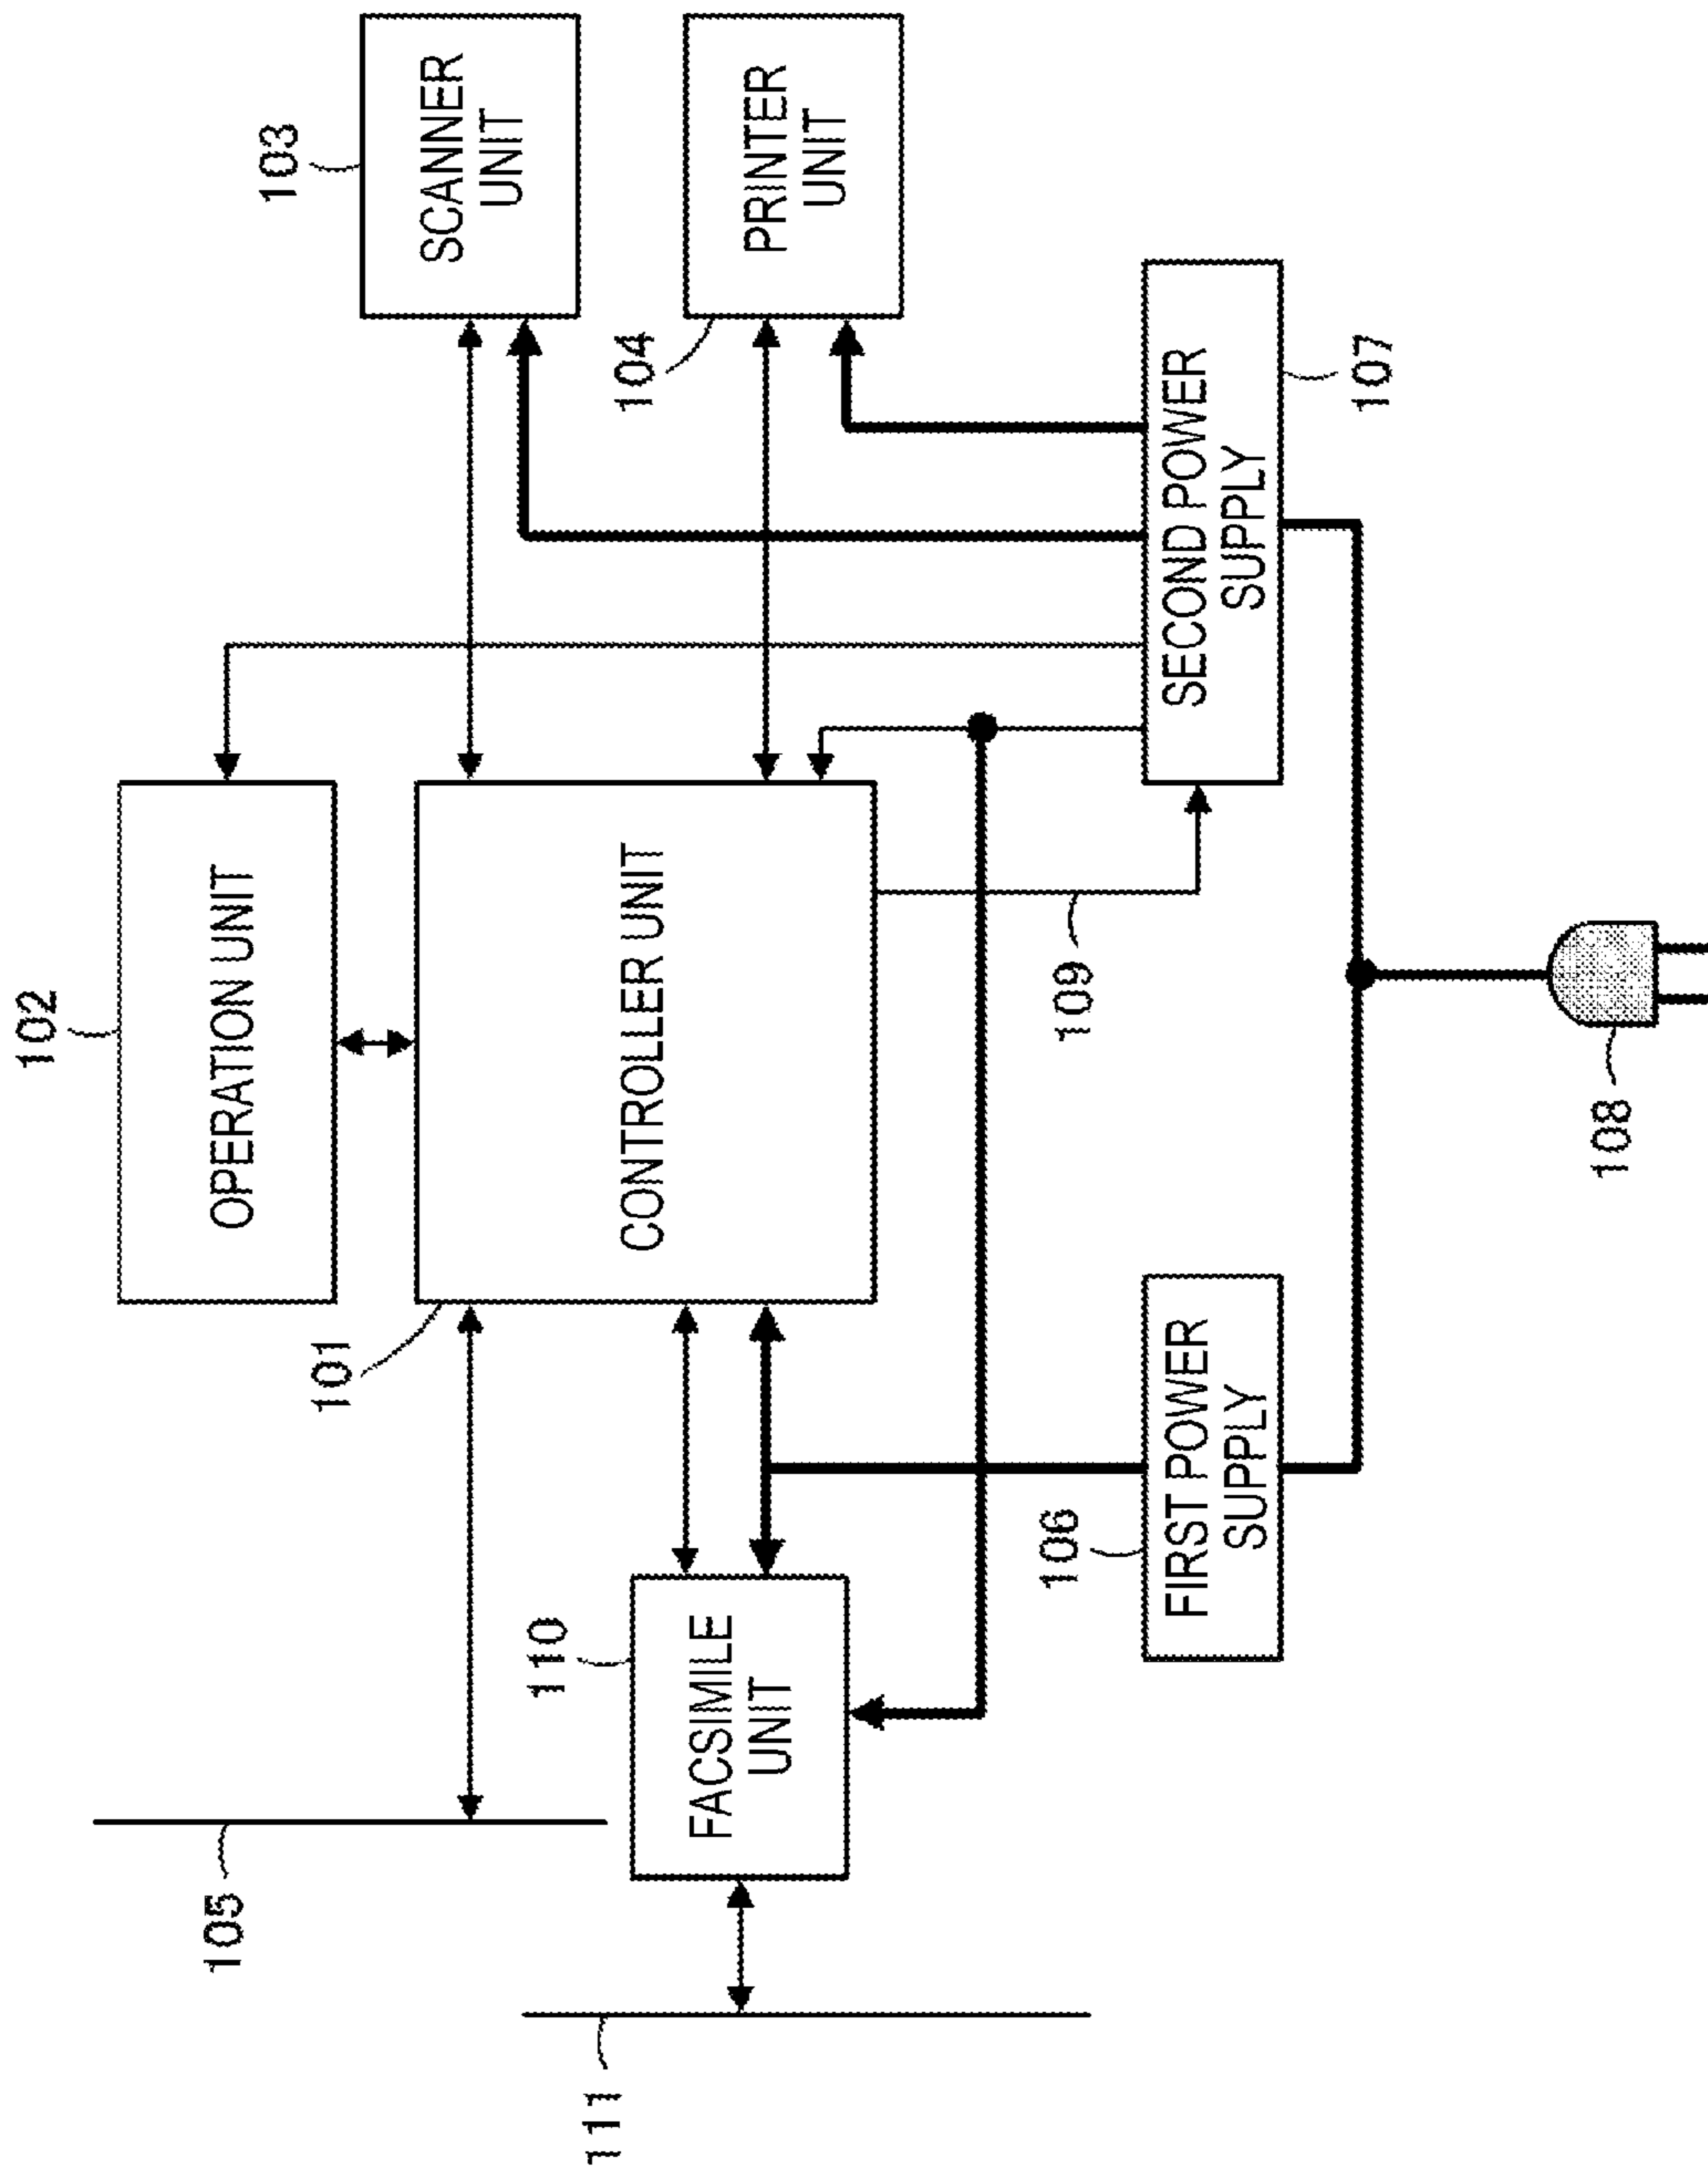 102
OPERATION UNIT
103
SCANNER
UNIT
101
CONTROLLER UNIT
104
PRINTER
UNIT
105
110
FACSIMILE
UNIT
111
109
106
FIRST POWER
SUPPLY
SECOND POWER
SUPPLY
107
108